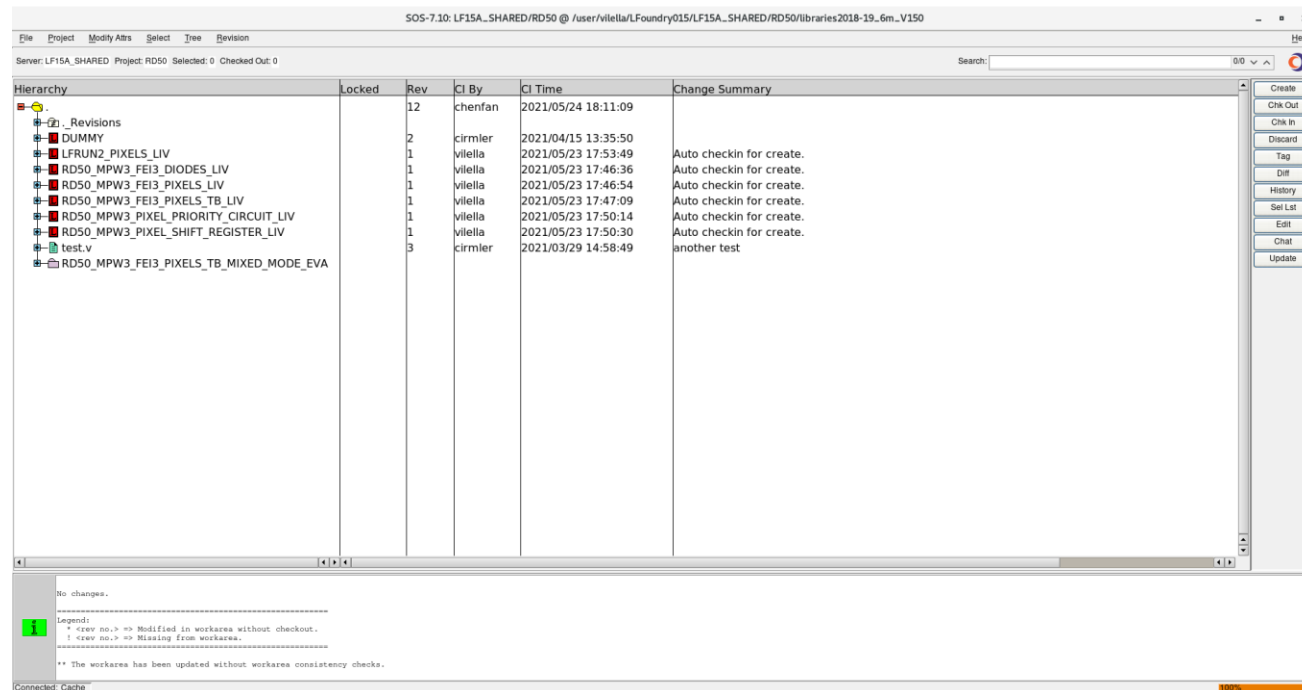 SOS-7.10: LF15A_SHARED/RD50 @ /user/vilella/LFoundry015/LF15A_SHARED/RD50/libraries2018-19_6m_V150
File Project Modify Attrs Select Tree Revision He
Server: LF15A_SHARED Project: RD50 Selected: 0 Checked Out: 0 Search: 0/0
Hierarchy Locked Rev CI By CI Time Change Summary
. 12 chenfan 2021/05/24 18:11:09
._Revisions
DUMMY 2 cirmler 2021/04/15 13:35:50
LFRUN2_PIXELS_LIV 1 vilella 2021/05/23 17:53:49 Auto checkin for create.
RD50_MPW3_FEI3_DIODES_LIV 1 vilella 2021/05/23 17:46:36 Auto checkin for create.
RD50_MPW3_FEI3_PIXELS_LIV 1 vilella 2021/05/23 17:46:54 Auto checkin for create.
RD50_MPW3_FEI3_PIXELS_TB_LIV 1 vilella 2021/05/23 17:47:09 Auto checkin for create.
RD50_MPW3_PIXEL_PRIORITY_CIRCUIT_LIV 1 vilella 2021/05/23 17:50:14 Auto checkin for create.
RD50_MPW3_PIXEL_SHIFT_REGISTER_LIV 1 vilella 2021/05/23 17:50:30 Auto checkin for create.
test.v 3 cirmler 2021/03/29 14:58:49 another test
RD50_MPW3_FEI3_PIXELS_TB_MIXED_MODE_EVA
Create
Chk Out
Chk In
Discard
Tag
Diff
History
Sel Lst
Edit
Chat
Update
No changes.
============================================================
Legend:
* <rev no.> => Modified in workarea without checkout.
! <rev no.> => Missing from workarea.
============================================================
** The workarea has been updated without workarea consistency checks.
Connected: Cache 100%